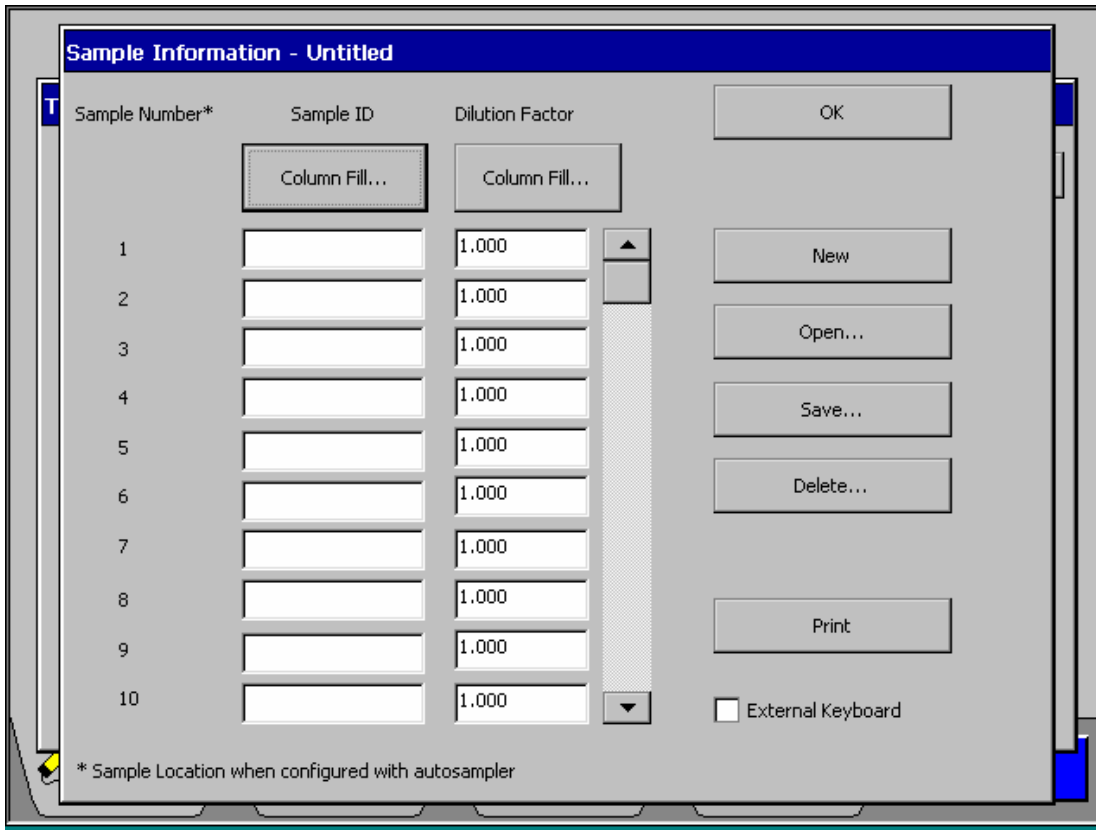 Sample Information - Untitled
T
Sample Number* Sample ID Dilution Factor OK
Column Fill... Column Fill...
1 1.000 New
2 1.000
3 1.000 Open...
4 1.000 Save...
5 1.000
6 1.000 Delete...
7 1.000
8 1.000 Print
9 1.000
10 1.000 External Keyboard
* Sample Location when configured with autosampler